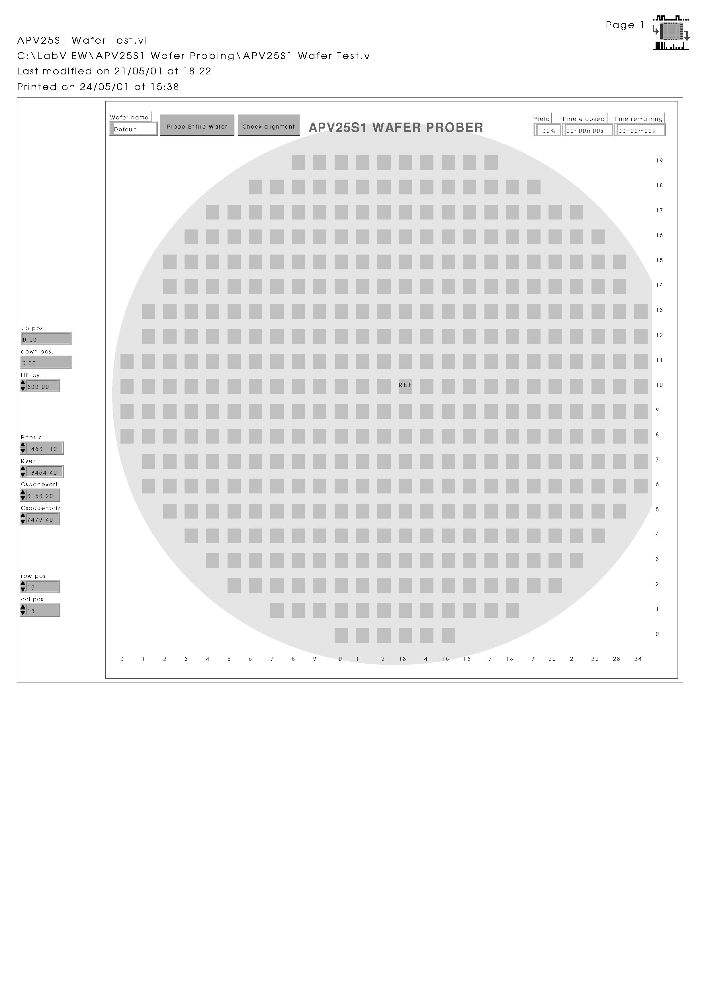 Page 1
APV25S1 Wafer Test.vi
C:\LabVIEW\APV25S1 Wafer Probing\APV25S1 Wafer Test.vi
Last modified on 21/05/01 at 18:22
Printed on 24/05/01 at 15:38
Wafer name
Default
Probe Entire Wafer
Check alignment
APV25S1 WAFER PROBER
Yield Time elapsed Time remaining
100% 00h00m00s 00h00m00s
19
18
17
16
15
14
13
12
11
REF 10
9
8
7
6
5
4
3
2
1
0
0 1 2 3 4 5 6 7 8 9 10 11 12 13 14 15 16 17 18 19 20 21 22 23 24
up pos.
0.00
down pos.
0.00
Lift by...
600.00
Rhoriz
14681.10
Rvert
18454.40
Cspacevert
8158.20
Cspacehoriz
7479.40
row pos
10
col pos
13